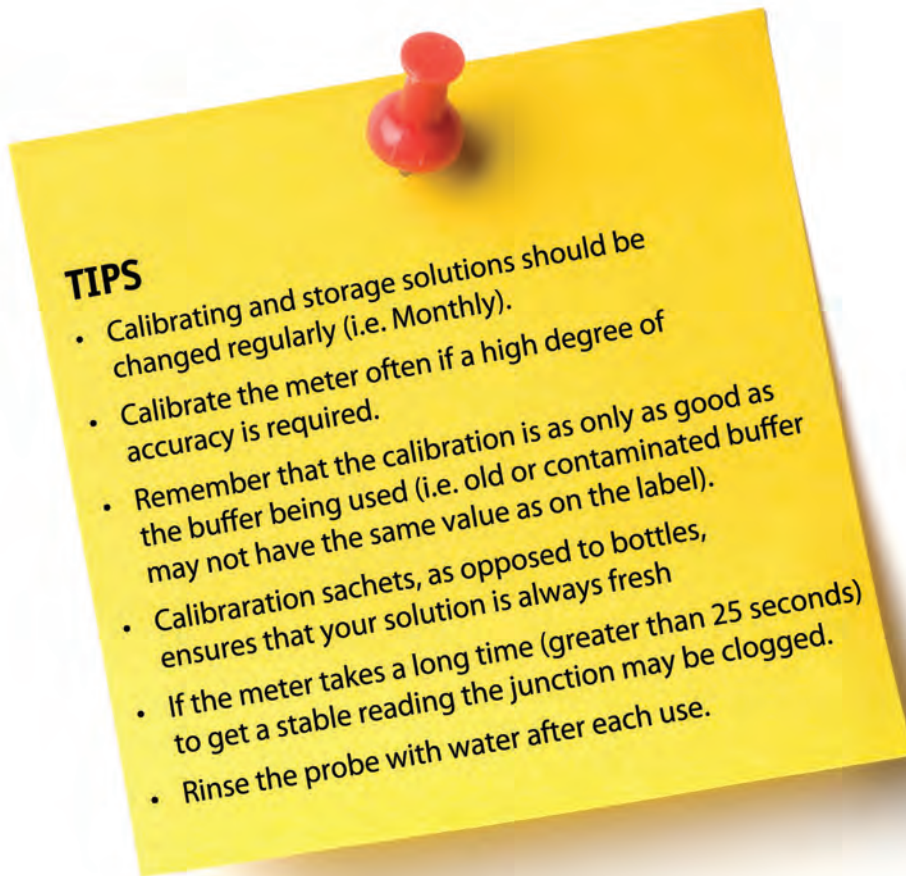 TIPS
• Calibrating and storage solutions should be
changed regularly (i.e. Monthly).
• Calibrate the meter often if a high degree of
accuracy is required.
• Remember that the calibration is as only as good as
the buffer being used (i.e. old or contaminated buffer
may not have the same value as on the label).
• Calibraration sachets, as opposed to bottles,
ensures that your solution is always fresh
• If the meter takes a long time (greater than 25 seconds)
to get a stable reading the junction may be clogged.
• Rinse the probe with water after each use.